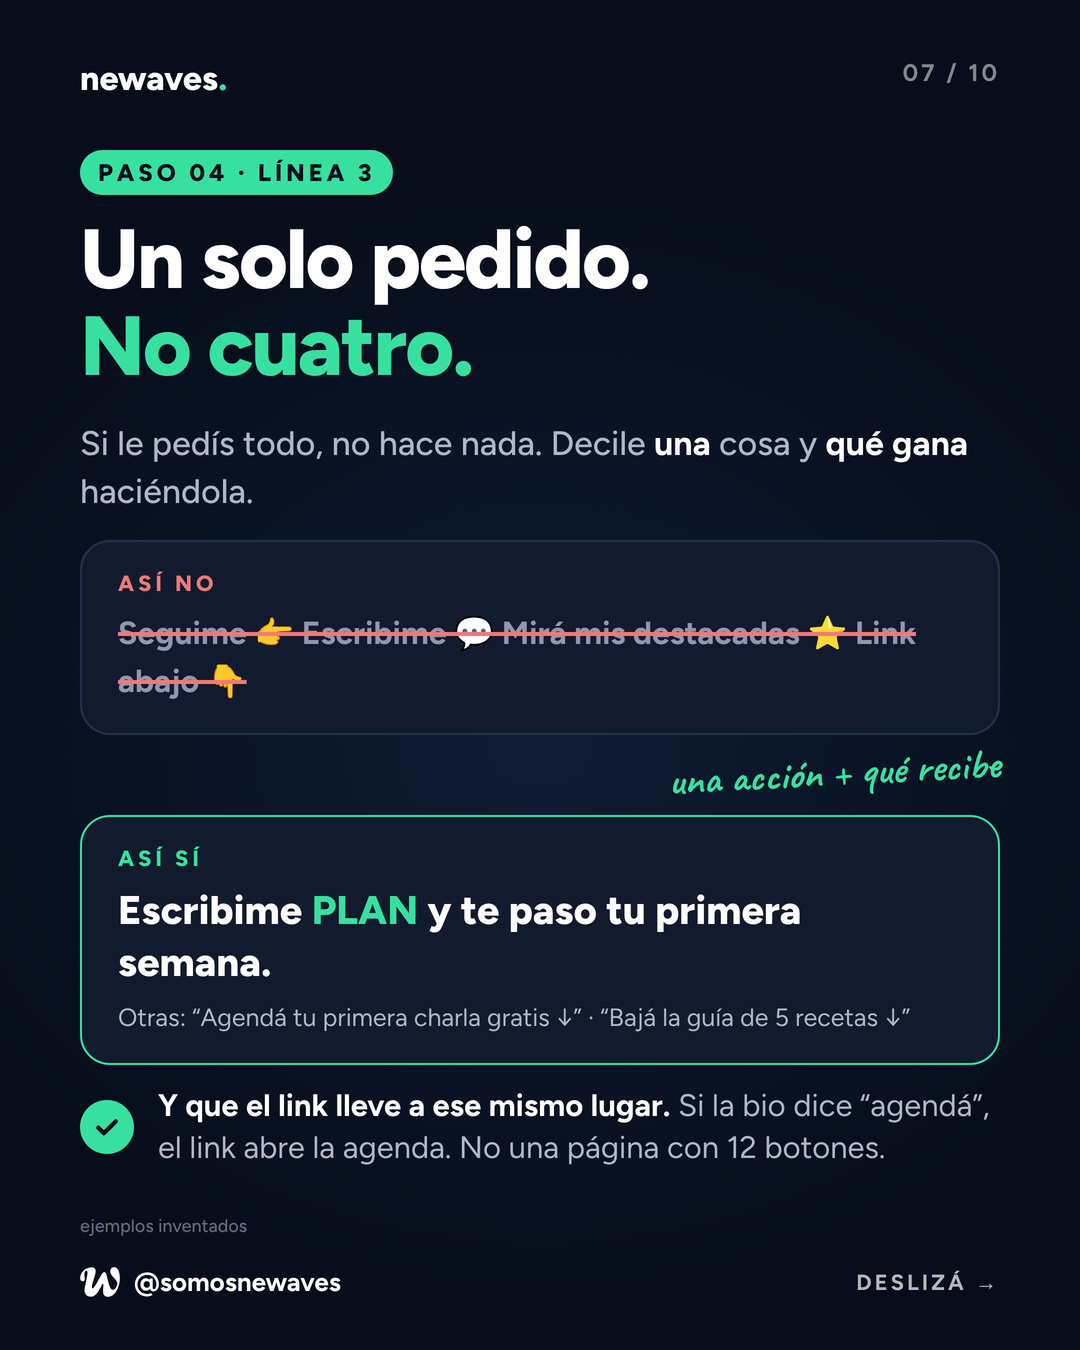 newaves.
07 / 10
PASO 04 · LÍNEA 3
Un solo pedido.
No cuatro.
Si le pedís todo, no hace nada. Decile una cosa y qué gana
haciéndola.
ASÍ NO
Seguime 👉 Escribime 💬 Mirá mis destacadas ⭐ Link
abajo 👇
una acción + qué recibe
ASÍ SÍ
Escribime PLAN y te paso tu primera
semana.
Otras: “Agendá tu primera charla gratis ↓” · “Bajá la guía de 5 recetas ↓”
Y que el link lleve a ese mismo lugar. Si la bio dice “agendá”,
el link abre la agenda. No una página con 12 botones.
ejemplos inventados
W @somosnewaves
DESLIZÁ →